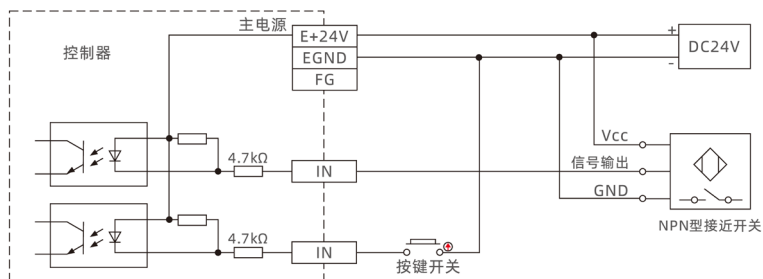 主电源
控制器
E+24V
EGND
FG
+
DC24V
-
Vcc
4.7kΩ
IN
信号输出
GND
NPN型接近开关
4.7kΩ
IN
按键开关